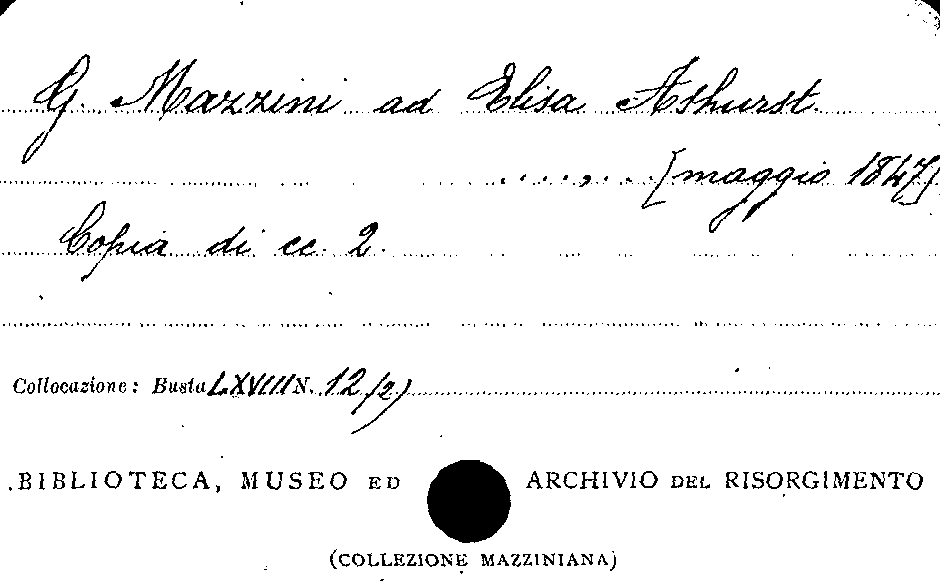 G. Mazzini ad Elisa Ashurst.
.....,...[maggio 1847]
Copia di cc. 2.
Collocazione: Busta LXVIII N. 12/2)
BIBLIOTECA, MUSEO ED ARCHIVIO DEL RISORGIMENTO
(COLLEZIONE MAZZINIANA)